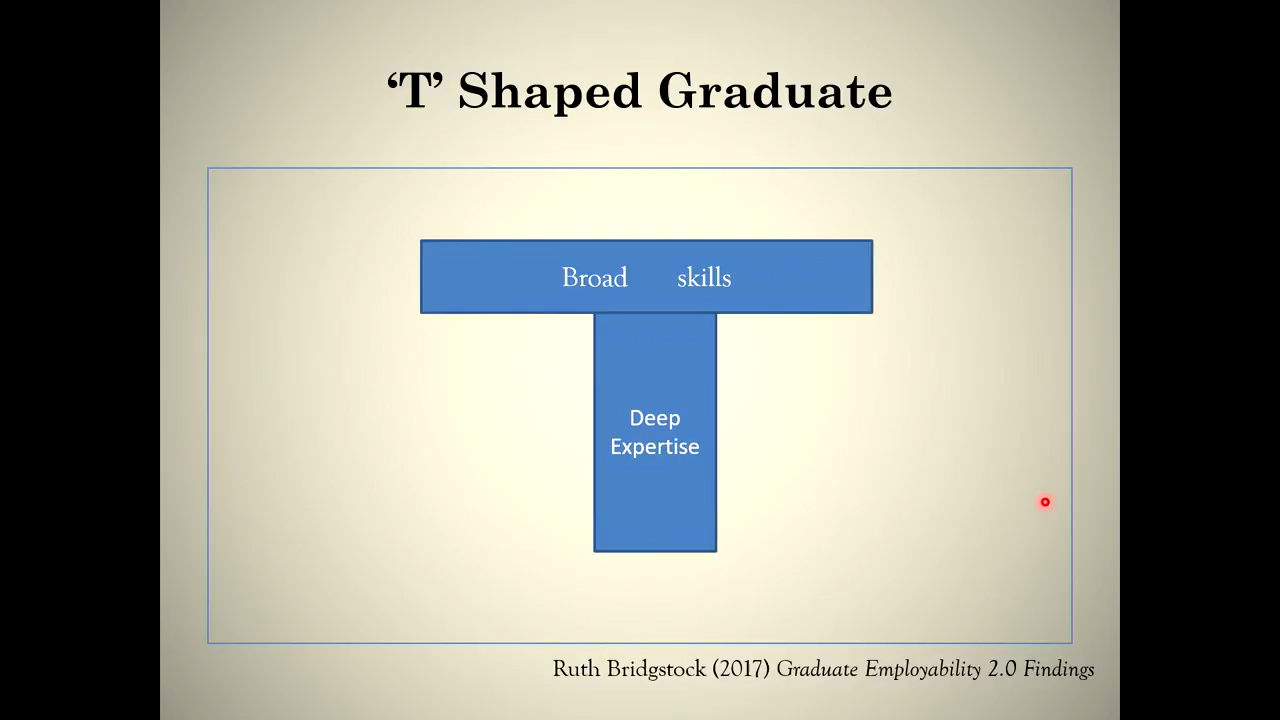 ‘T’ Shaped Graduate
Broad skills
Deep
Expertise
Ruth Bridgstock (2017) Graduate Employability 2.0 Findings